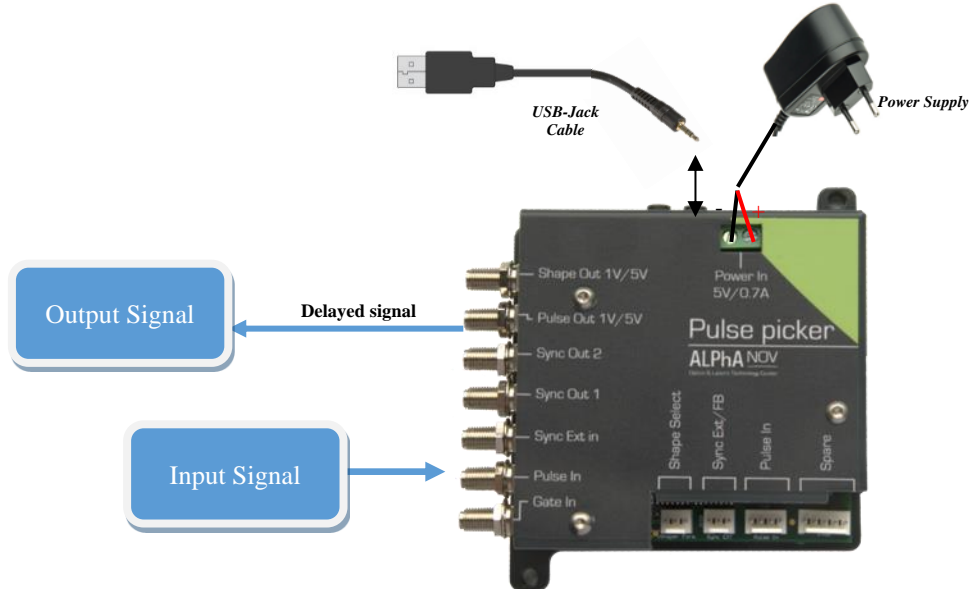 USB-Jack
Cable
Power Supply
- +
Power In
5V/0.7A
Shape Out 1V/5V
Pulse Out 1V/5V
Sync Out 2
Sync Out 1
Sync Ext in
Pulse In
Gate In
Output Signal
Delayed signal
Input Signal
Pulse picker
ALPhA NOV
Shape Select
Sync Ext/FB
Pulse In
Spare
Pulse In